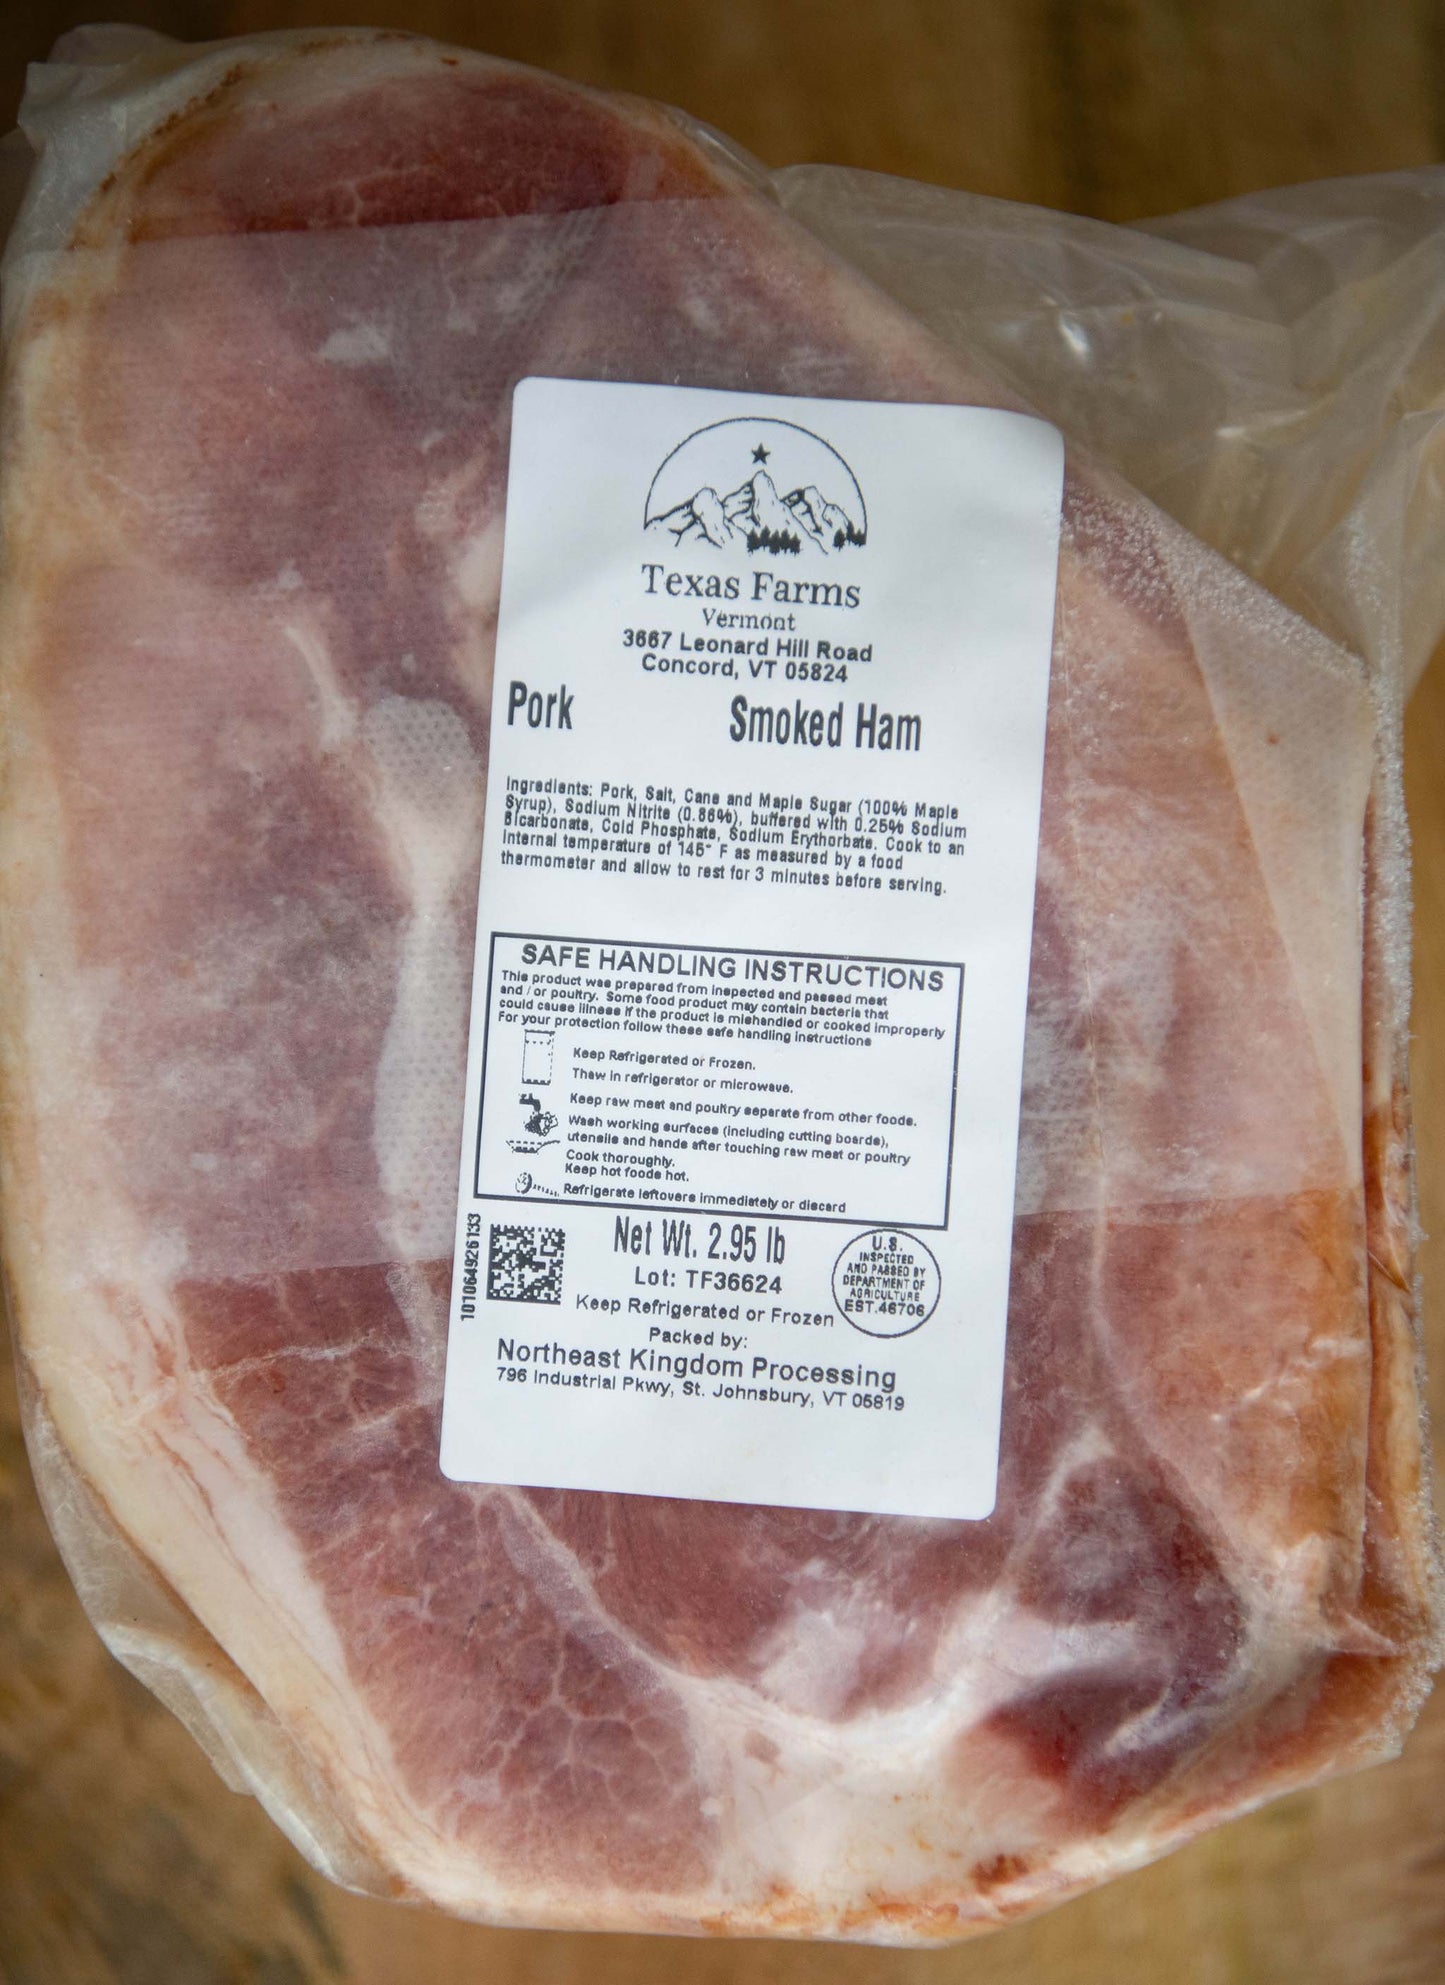 Texas Farms
Vermont
3667 Leonard Hill Road
Concord, VT 05824
Pork Smoked Ham
Ingredients: Pork, Salt, Cane and Maple Sugar (100% Maple
Syrup), Sodium Nitrite (0.86%), buffered with 0.25% Sodium
Bicarbonate, Cold Phosphate, Sodium Erythorbate. Cook to an
internal temperature of 145° F as measured by a food
thermometer and allow to rest for 3 minutes before serving.
SAFE HANDLING INSTRUCTIONS
This product was prepared from inspected and passed meat
and / or poultry. Some food product may contain bacteria that
could cause illness if the product is mishandled or cooked improperly
For your protection follow these safe handling instructions
Keep Refrigerated or Frozen.
Thaw in refrigerator or microwave.
Keep raw meat and poultry separate from other foods.
Wash working surfaces (including cutting boards),
utensils and hands after touching raw meat or poultry
Cook thoroughly.
Keep hot foods hot.
Refrigerate leftovers immediately or discard
101064926133
Net Wt. 2.95 lb
Lot: TF36624
Keep Refrigerated or Frozen
U.S.
INSPECTED
AND PASSED BY
DEPARTMENT OF
AGRICULTURE
EST.46706
Packed by:
Northeast Kingdom Processing
796 Industrial Pkwy, St. Johnsbury, VT 05819